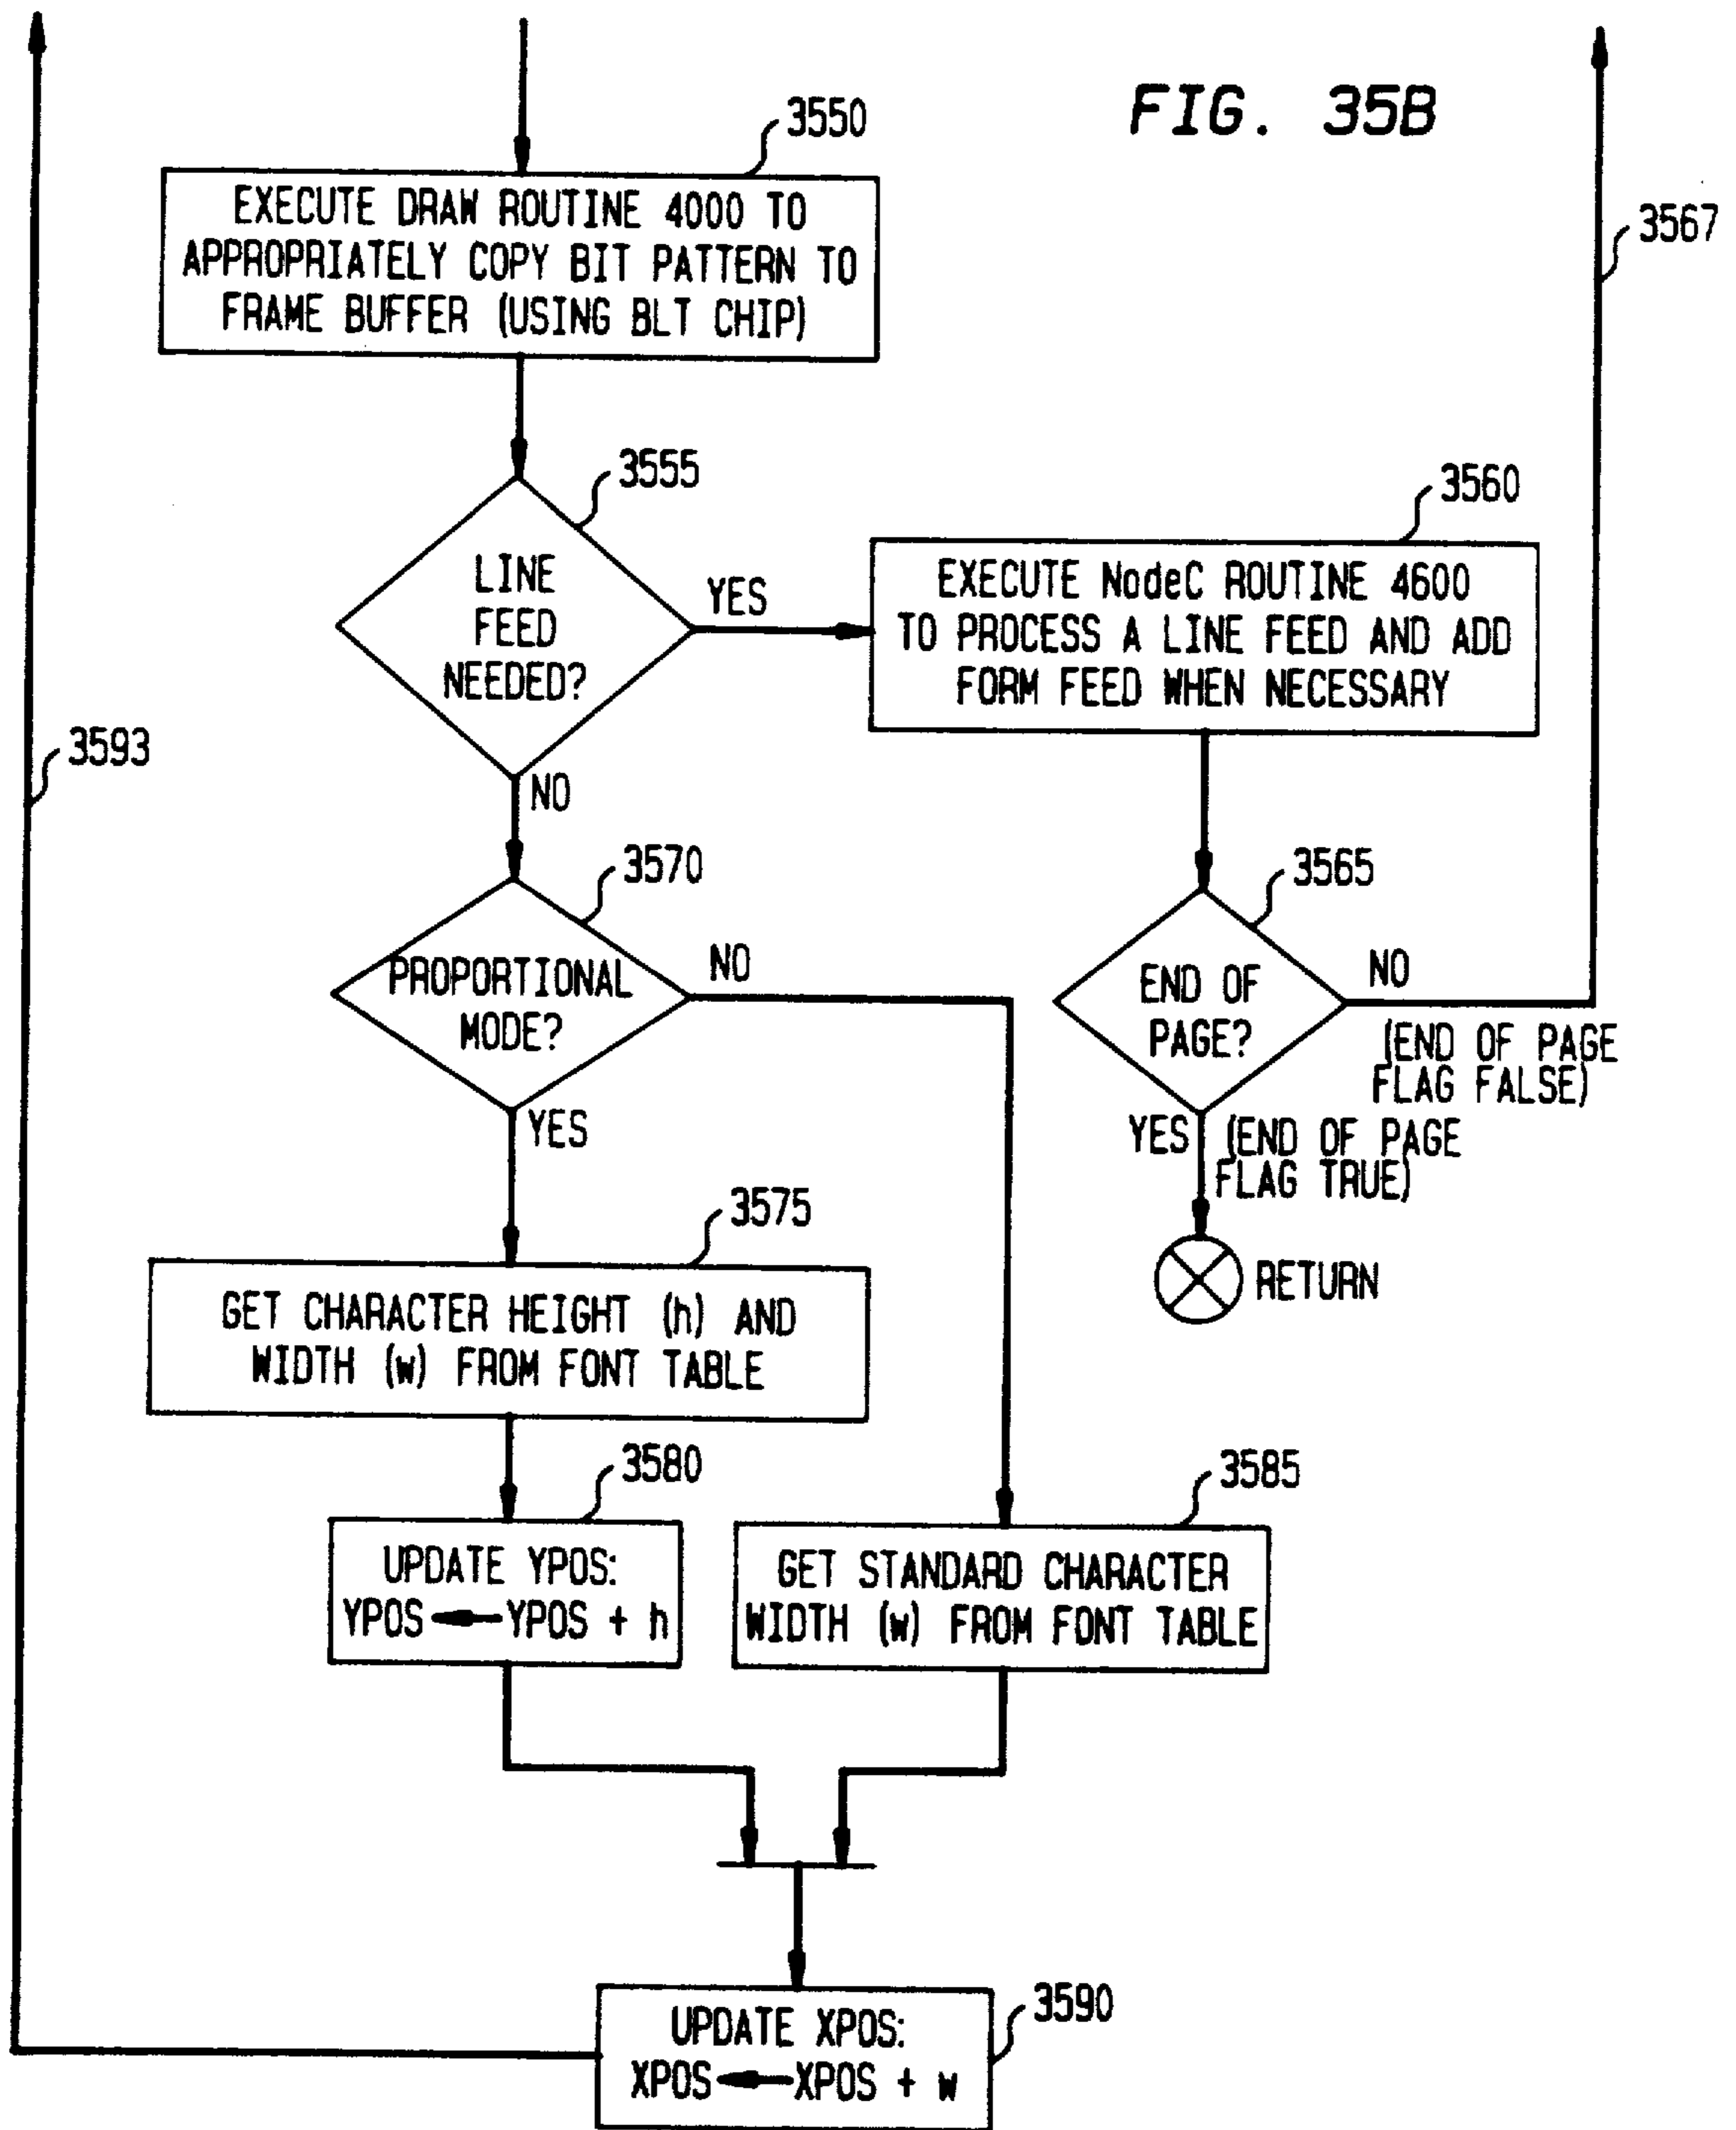 FIG. 35B
3550
EXECUTE DRAW ROUTINE 4000 TO
APPROPRIATELY COPY BIT PATTERN TO
FRAME BUFFER (USING BLT CHIP)
3567
3555
LINE
FEED
NEEDED?
YES
NO
3560
EXECUTE NodeC ROUTINE 4600
TO PROCESS A LINE FEED AND ADD
FORM FEED WHEN NECESSARY
3593
3570
PROPORTIONAL
MODE?
NO
YES
3565
END OF
PAGE?
NO
(END OF PAGE
FLAG FALSE)
YES
(END OF PAGE
FLAG TRUE)
RETURN
3575
GET CHARACTER HEIGHT (h) AND
WIDTH (w) FROM FONT TABLE
3580
UPDATE YPOS:
YPOS ← YPOS + h
3585
GET STANDARD CHARACTER
WIDTH (w) FROM FONT TABLE
3590
UPDATE XPOS:
XPOS ← XPOS + w